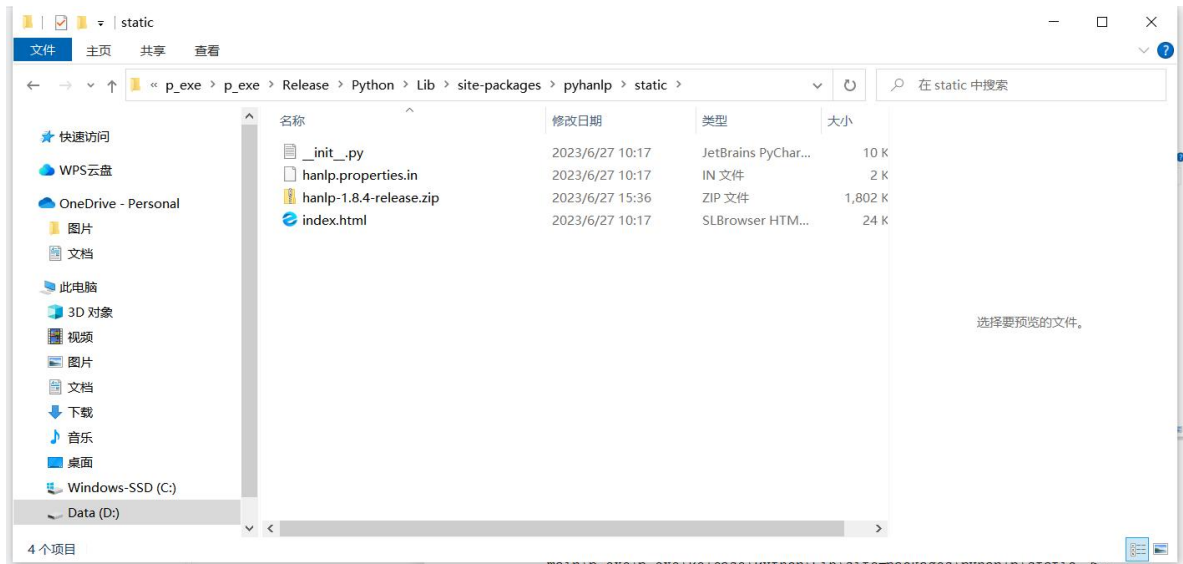 static
文件 主页 共享 查看
« p_exe > p_exe > Release > Python > Lib > site-packages > pyhanlp > static >
在 static 中搜索
名称 修改日期 类型 大小
__init__.py 2023/6/27 10:17 JetBrains PyChar... 10 K
hanlp.properties.in 2023/6/27 10:17 IN 文件 2 K
hanlp-1.8.4-release.zip 2023/6/27 15:36 ZIP 文件 1,802 K
index.html 2023/6/27 10:17 SLBrowser HTM... 24 K
快速访问
WPS云盘
OneDrive - Personal
图片
文档
此电脑
3D 对象
视频
图片
文档
下载
音乐
桌面
Windows-SSD (C:)
Data (D:)
选择要预览的文件。
4 个项目